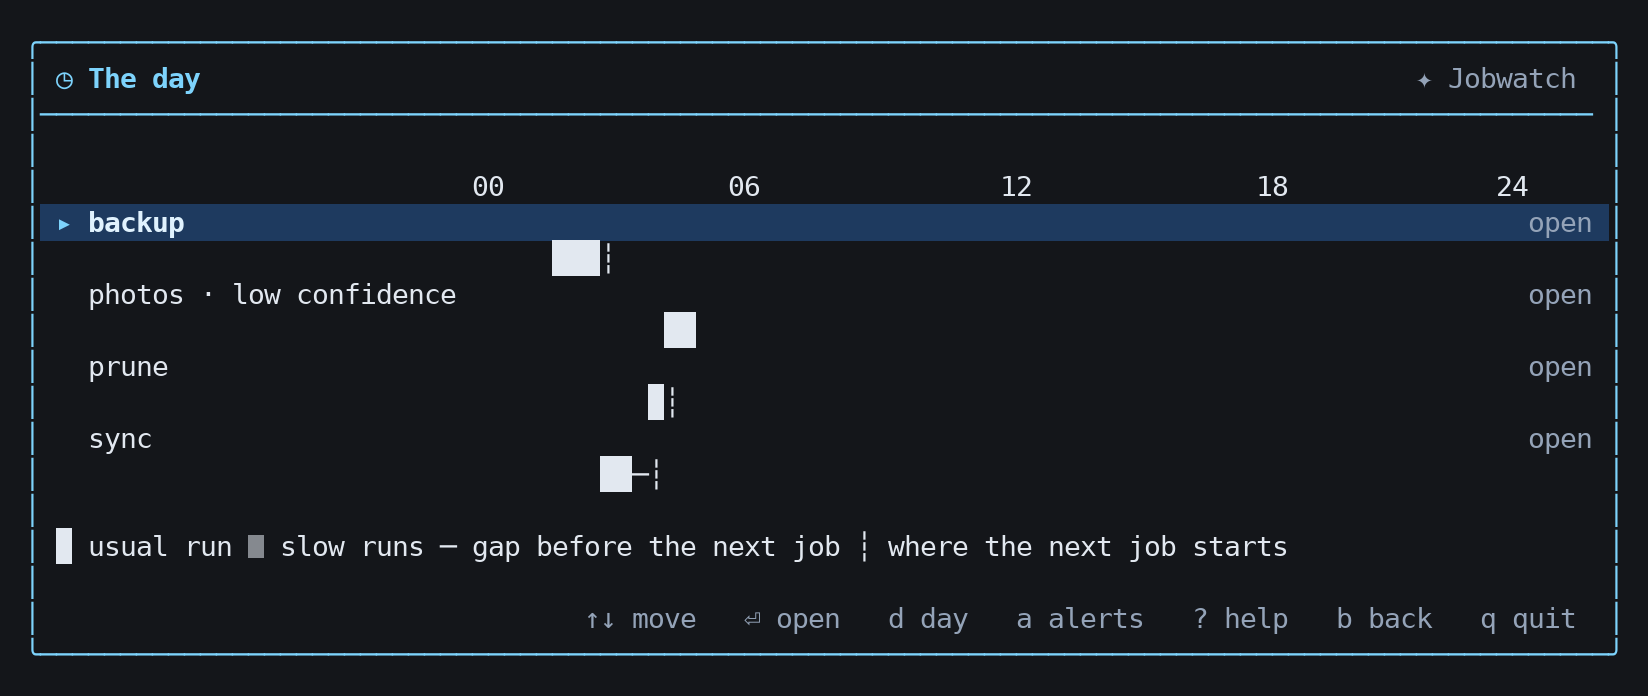 ◷ The day ✦ Jobwatch
00 06 12 18 24
▸ backup open
photos · low confidence open
prune open
sync open
usual run slow runs ─ gap before the next job ┆ where the next job starts
↑↓ move ⏎ open d day a alerts ? help b back q quit